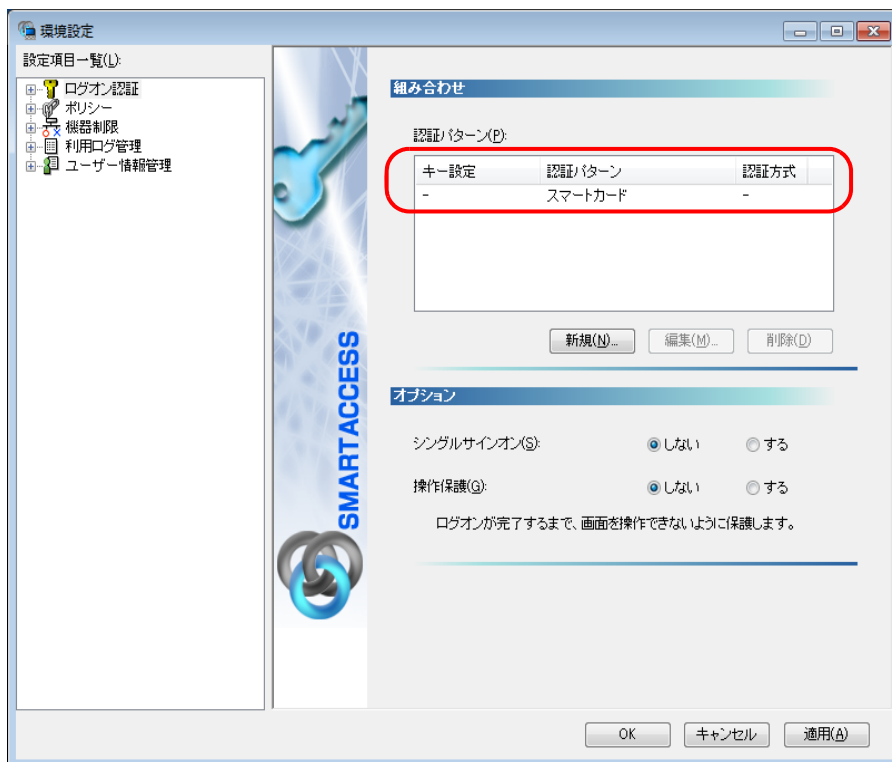 環境設定
設定項目一覧(L):
ログオン認証
ポリシー
機器制限
利用ログ管理
ユーザー情報管理
SMARTACCESS
組み合わせ
認証パターン(P):
キー設定 認証パターン 認証方式
- スマートカード -
新規(N)... 編集(M)... 削除(D)
オプション
シングルサインオン(S): しない する
操作保護(G): しない する
ログオンが完了するまで、画面を操作できないように保護します。
OK キャンセル 適用(A)